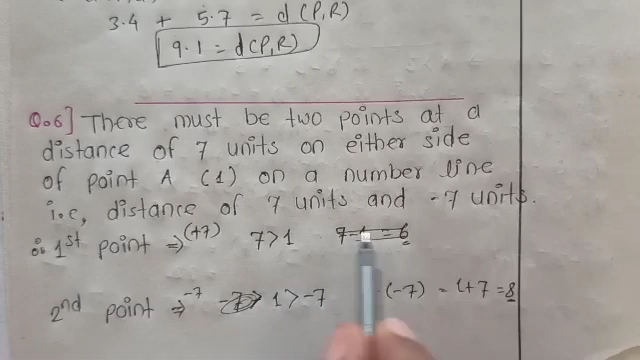 3.4 + 5.7 = d(P,R)
9.1 = d(P,R)
Q.6] There must be two points at a
distance of 7 units on either side
of point A (1) on a number line
i.e, distance of 7 units and -7 units.
∴ 1st point ⇒ (+7) 7>1 7-1 = 6
2nd point ⇒ -7 1>-7 (-7) = 1+7 = 8